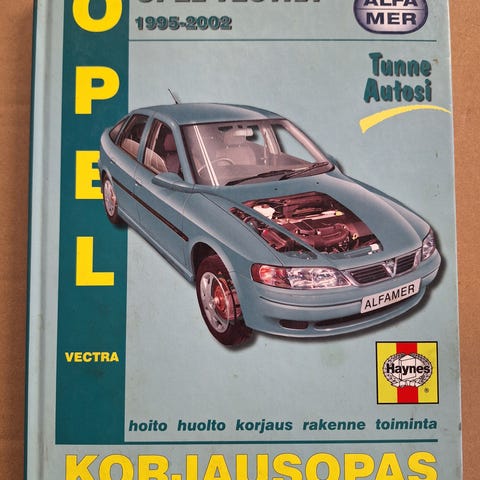 OPEL
1995-2002
ALFA
MER
Tunne
Autosi
ALFAMER
VECTRA
Haynes
®
hoito huolto korjaus rakenne toiminta
KORJAUSOPAS